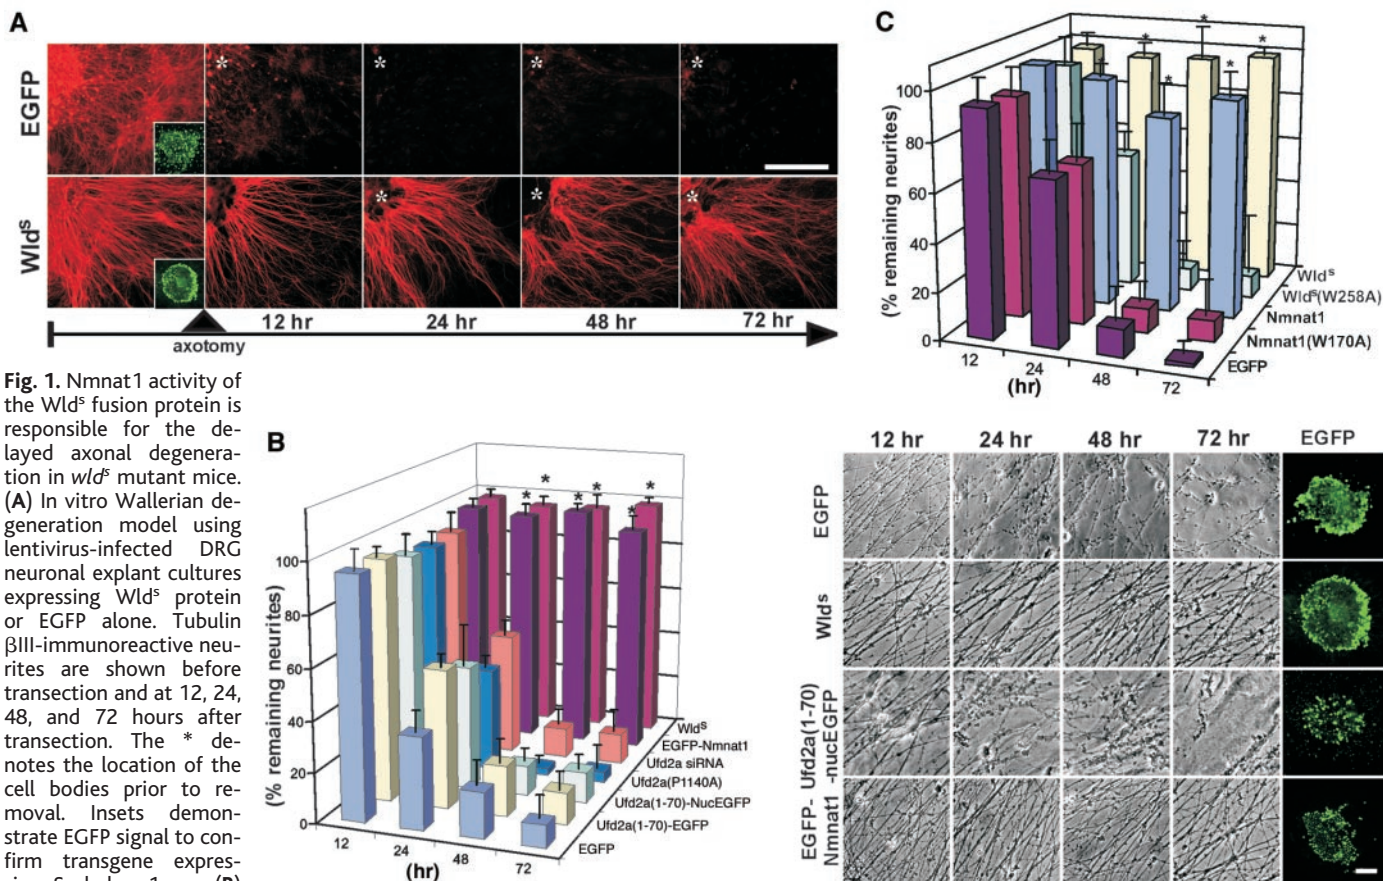 A
EGFP
Wldˢ
*
*
*
*
*
*
*
12 hr
24 hr
48 hr
72 hr
axotomy
Fig. 1. Nmnat1 activity of
the Wldˢ fusion protein is
responsible for the de-
layed axonal degenera-
tion in wldˢ mutant mice.
(A) In vitro Wallerian de-
generation model using
lentivirus-infected DRG
neuronal explant cultures
expressing Wldˢ protein
or EGFP alone. Tubulin
βIII-immunoreactive neu-
rites are shown before
transection and at 12, 24,
48, and 72 hours after
transection. The * de-
notes the location of the
cell bodies prior to re-
moval. Insets demon-
strate EGFP signal to con-
firm transgene expres-
B
(% remaining neurites)
100
80
60
40
20
0
12
24
48
72
(hr)
* * * * * * *
Wldˢ
EGFP-Nmnat1
Ufd2a siRNA
Ufd2a(P1140A)
Ufd2a(1-70)-NucEGFP
Ufd2a(1-70)-EGFP
EGFP
C
(% remaining neurites)
100
80
60
40
20
0
12
24
48
72
(hr)
* * * * *
Wldˢ
Wldˢ(W258A)
Nmnat1
Nmnat1(W170A)
EGFP
12 hr
24 hr
48 hr
72 hr
EGFP
EGFP
Wldˢ
Ufd2a(1-70)
-nucEGFP
EGFP-
Nmnat1